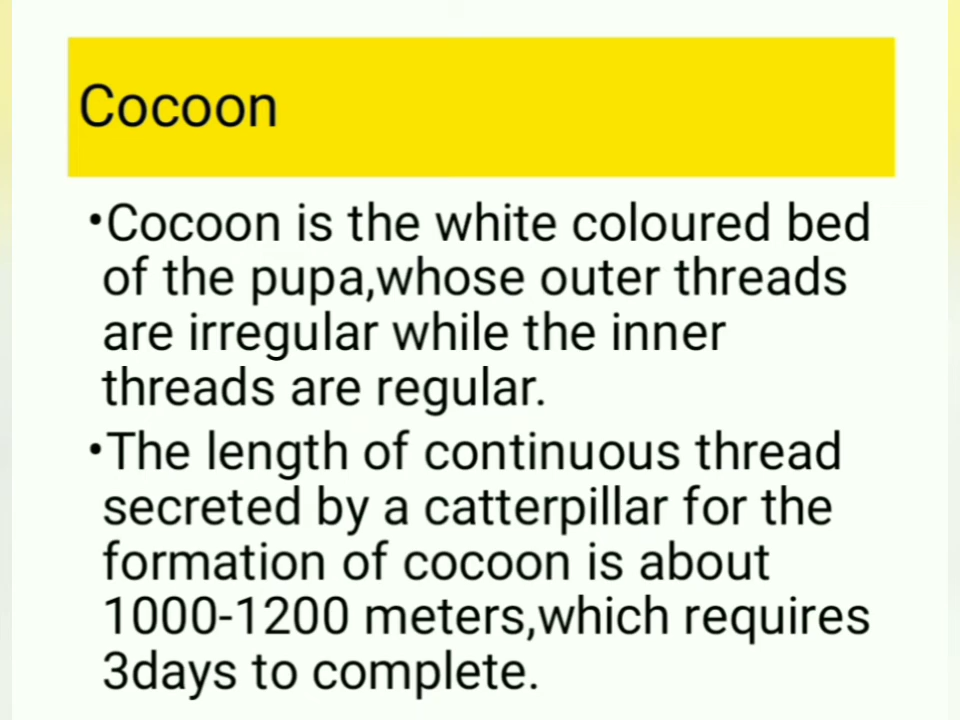 Cocoon
•Cocoon is the white coloured bed
of the pupa,whose outer threads
are irregular while the inner
threads are regular.
•The length of continuous thread
secreted by a catterpillar for the
formation of cocoon is about
1000-1200 meters,which requires
3days to complete.